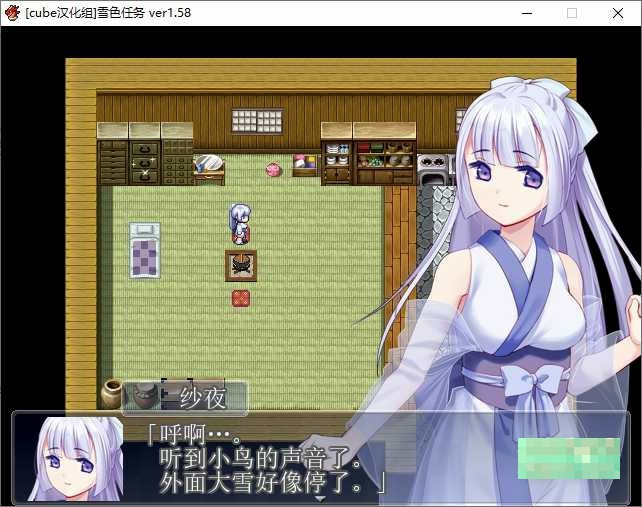 [cube汉化组]雪色任务 ver1.58
纱夜
「呼啊…。
听到小鸟的声音了。
外面大雪好像停了。」